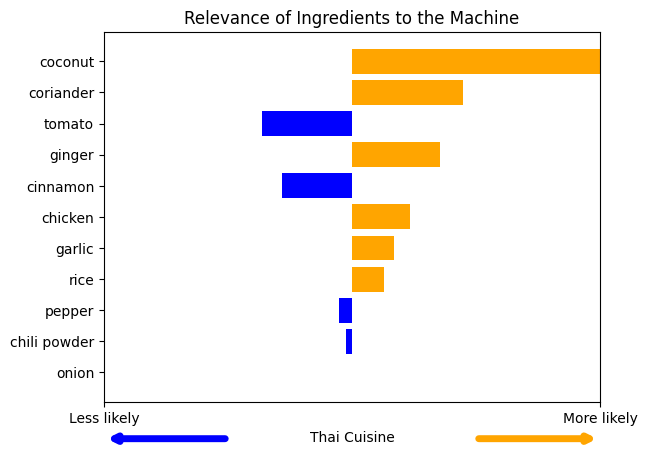 Relevance of Ingredients to the Machine
coconut
coriander
tomato
ginger
cinnamon
chicken
garlic
rice
pepper
chili powder
onion
Less likely
More likely
Thai Cuisine